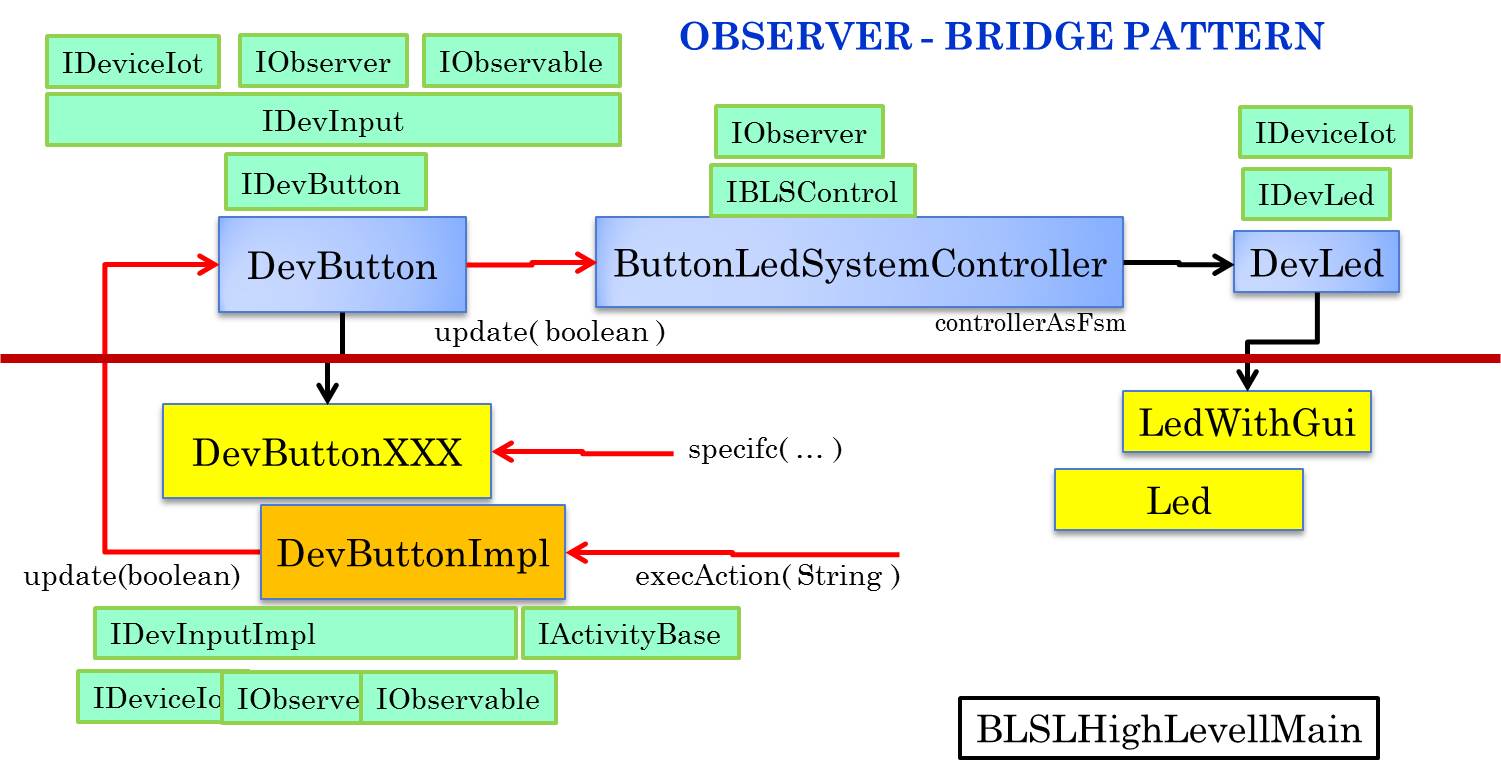 OBSERVER - BRIDGE PATTERN
IDeviceIot
IObserver
IObservable
IDevInput
IDevButton
IObserver
IBLSControl
IDeviceIot
IDevLed
DevButton
ButtonLedSystemController
DevLed
update( boolean )
controllerAsFsm
DevButtonXXX
specifc( ... )
LedWithGui
Led
DevButtonImpl
update(boolean)
execAction( String )
IDevInputImpl
IActivityBase
IDeviceIo
IObserve
IObservable
BLSLHighLevellMain